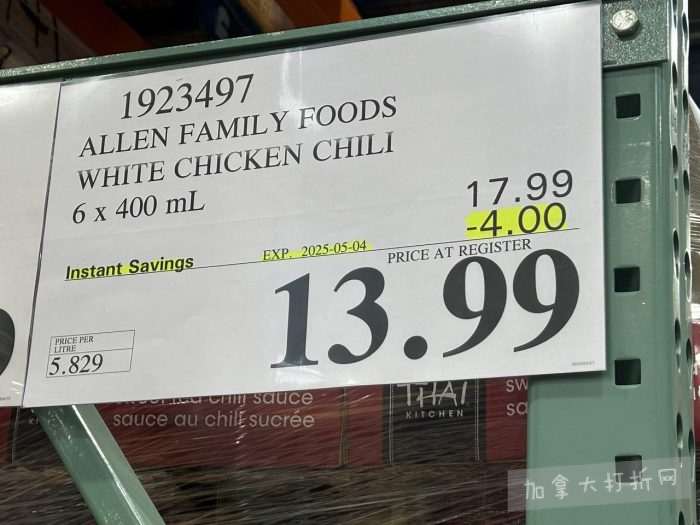 1923497
ALLEN FAMILY FOODS
WHITE CHICKEN CHILI
6 x 400 mL
17.99
-4.00
Instant Savings
EXP. 2025-05-04
PRICE AT REGISTER
13.99
PRICE PER
LITRE
5.829
chili sauce
sauce au chili sucrée
THAI
KITCHEN
加拿大打折网